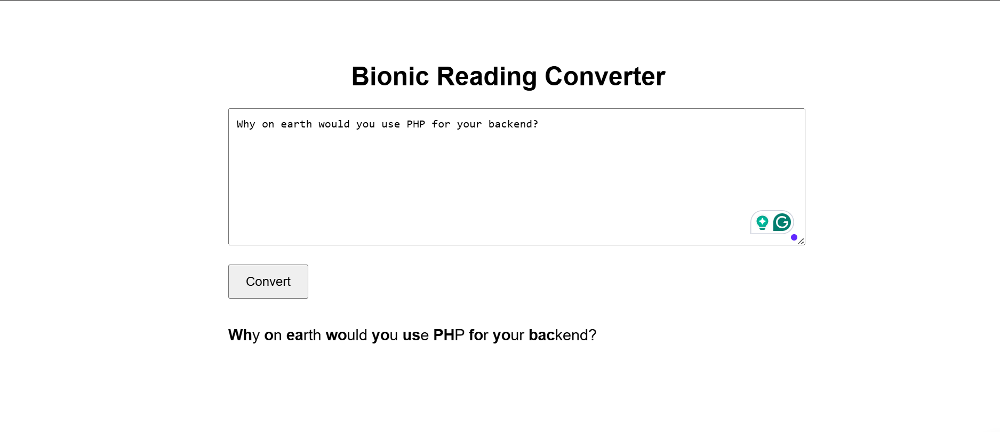 Bionic Reading Converter
Why on earth would you use PHP for your backend?
Convert
Why on earth would you use PHP for your backend?